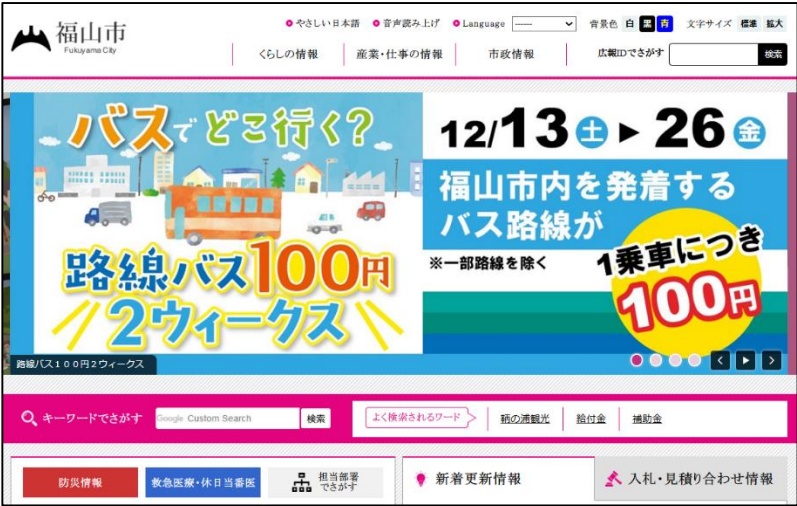 福山市
Fukuyama City
やさしい日本語 音声読み上げ Language ------ 背景色 白 黒 青 文字サイズ 標準 拡大
くらしの情報 産業・仕事の情報 市政情報 広報IDでさがす 検索
バスでどこ行く?
路線バス100円
2ウィークス
12/13土▶26金
福山市内を発着する
バス路線が
※一部路線を除く
1乗車につき
100円
路線バス100円2ウィークス
キーワードでさがす Google Custom Search 検索 よく検索されるワード 鞆の浦観光 給付金 補助金
防災情報 救急医療・休日当番医 担当部署
でさがす
新着更新情報 入札・見積り合わせ情報